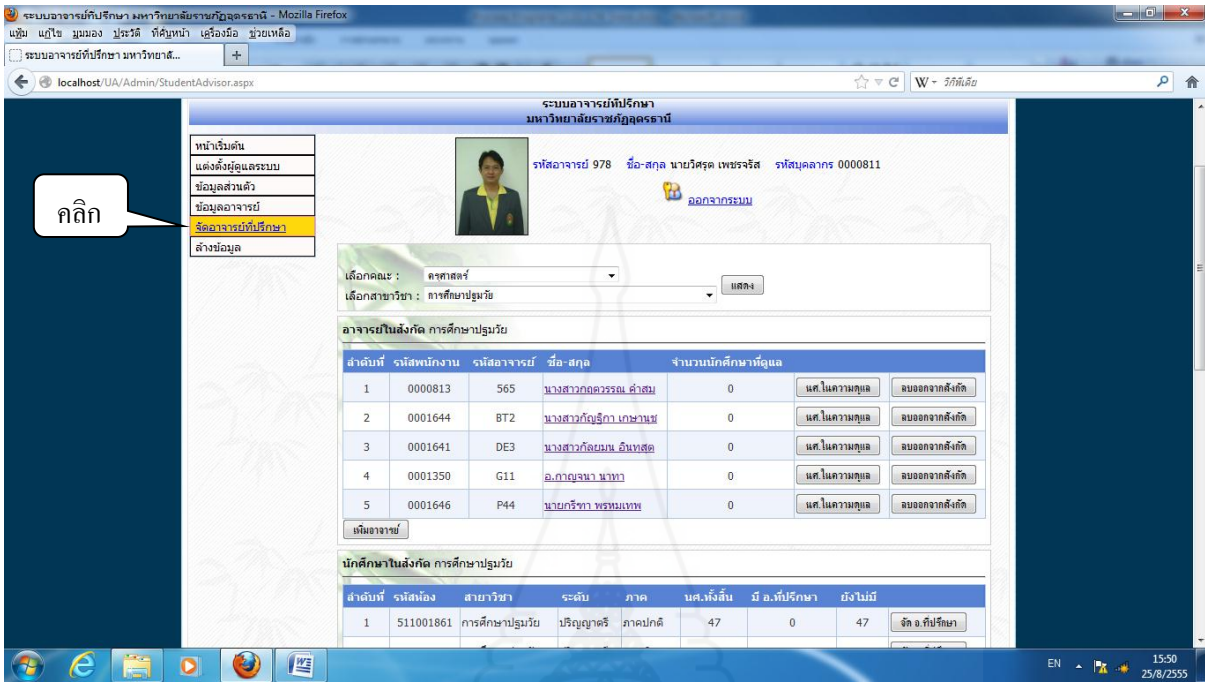 ระบบอาจารย์ที่ปรึกษา มหาวิทยาลัยราชภัฏอุดรธานี - Mozilla Firefox
แฟ้ม แก้ไข มุมมอง ประวัติ ที่คั่นหน้า เครื่องมือ ช่วยเหลือ
ระบบอาจารย์ที่ปรึกษา มหาวิทยาลั...
localhost/UA/Admin/StudentAdvisor.aspx
W วิกิพีเดีย
ระบบอาจารย์ที่ปรึกษา
มหาวิทยาลัยราชภัฏอุดรธานี
หน้าเริ่มต้น
แต่งตั้งผู้ดูแลระบบ
ข้อมูลส่วนตัว
ข้อมูลอาจารย์
จัดอาจารย์ที่ปรึกษา
ล้างข้อมูล
คลิก
รหัสอาจารย์ 978 ชื่อ-สกุล นายวิศรุต เพชรจรัส รหัสบุคลากร 0000811
ออกจากระบบ
เลือกคณะ : ครุศาสตร์
เลือกสาขาวิชา : การศึกษาปฐมวัย
แสดง
อาจารย์ในสังกัด การศึกษาปฐมวัย
ลำดับที่ รหัสพนักงาน รหัสอาจารย์ ชื่อ-สกุล จำนวนนักศึกษาที่ดูแล
1 0000813 565 นางสาวกฤตวรรณ คำสม 0 นศ.ในความดูแล ลบออกจากสังกัด
2 0001644 BT2 นางสาวกัญฐิกา เกษานุช 0 นศ.ในความดูแล ลบออกจากสังกัด
3 0001641 DE3 นางสาวกัลยมน อินทสุด 0 นศ.ในความดูแล ลบออกจากสังกัด
4 0001350 G11 อ.กาญจนา นาทา 0 นศ.ในความดูแล ลบออกจากสังกัด
5 0001646 P44 นายกรีฑา พรหมเทพ 0 นศ.ในความดูแล ลบออกจากสังกัด
เพิ่มอาจารย์
นักศึกษาในสังกัด การศึกษาปฐมวัย
ลำดับที่ รหัสห้อง สายาวิชา ระดับ ภาค นศ.ทั้งสิ้น มี อ.ที่ปรึกษา ยังไม่มี
1 511001861 การศึกษาปฐมวัย ปริญญาตรี ภาคปกติ 47 0 47 จัด อ.ที่ปรึกษา
EN
15:50
25/8/2555